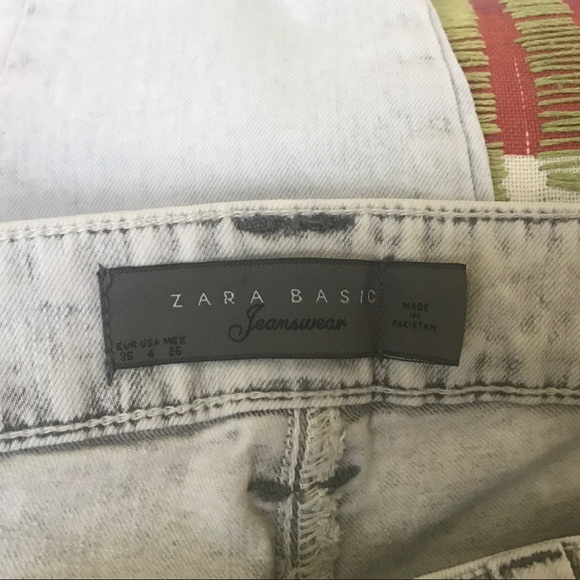 ZARA BASIC
Jeanswear
EUR USA MEX
36 4 26
MADE
IN
PAKISTAN